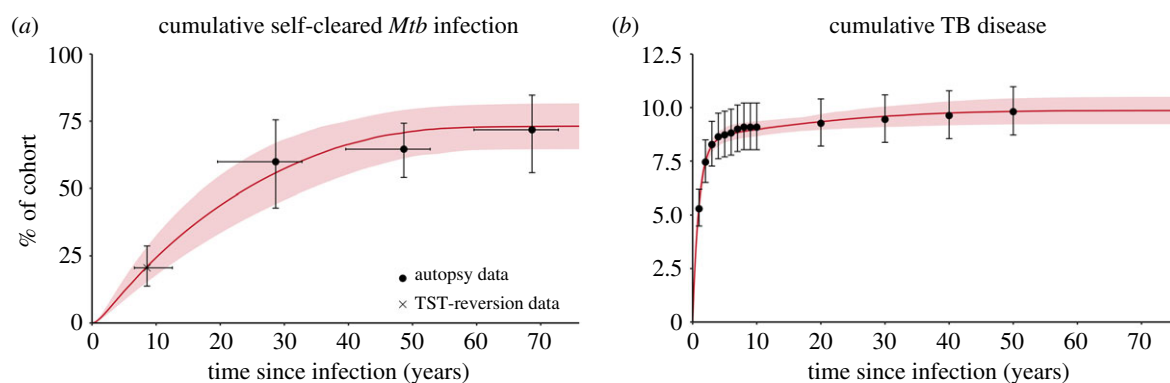 (a) cumulative self-cleared Mtb infection
100
75
50
25
0
% of cohort
autopsy data
TST-reversion data
0 10 20 30 40 50 60 70
time since infection (years)
(b) cumulative TB disease
12.5
10.0
7.5
5.0
2.5
0
0 10 20 30 40 50 60 70
time since infection (years)